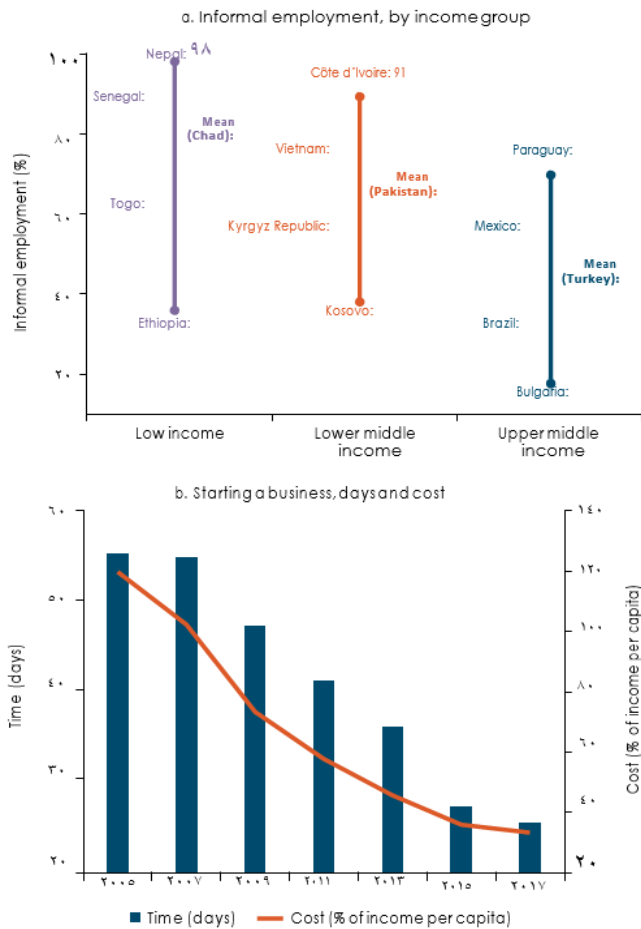 a. Informal employment, by income group
Informal employment (%)
١٠٠
٨٠
٦٠
٤٠
٢٠
Nepal: ٩٨
Senegal:
Mean
(Chad):
Togo:
Ethiopia:
Côte d'Ivoire: 91
Vietnam:
Mean
(Pakistan):
Kyrgyz Republic:
Kosovo:
Paraguay:
Mexico:
Mean
(Turkey):
Brazil:
Bulgaria:
Low income
Lower middle
income
Upper middle
income
b. Starting a business, days and cost
Time (days)
٦٠
٥٠
٤٠
٣٠
٢٠
١٤٠
١٢٠
١٠٠
٨٠
٦٠
٤٠
٢٠
Cost (% of income per capita)
٢٠٠٥
٢٠٠٧
٢٠٠٩
٢٠١١
٢٠١٣
٢٠١٥
٢٠١٧
Time (days)
Cost (% of income per capita)